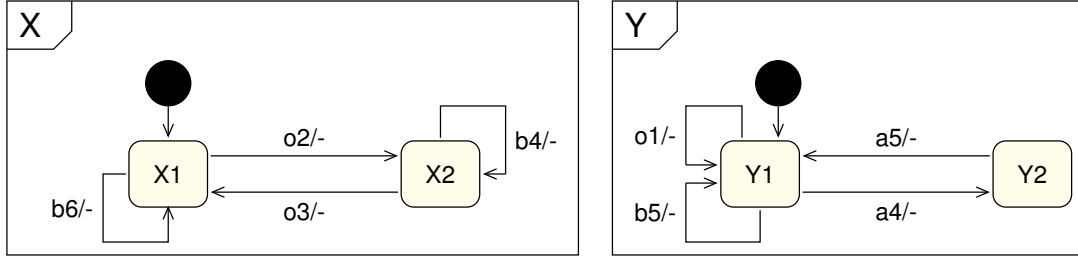 X
Y
o2/-
b4/-
X1
X2
b6/-
o3/-
o1/-
a5/-
Y1
Y2
b5/-
a4/-